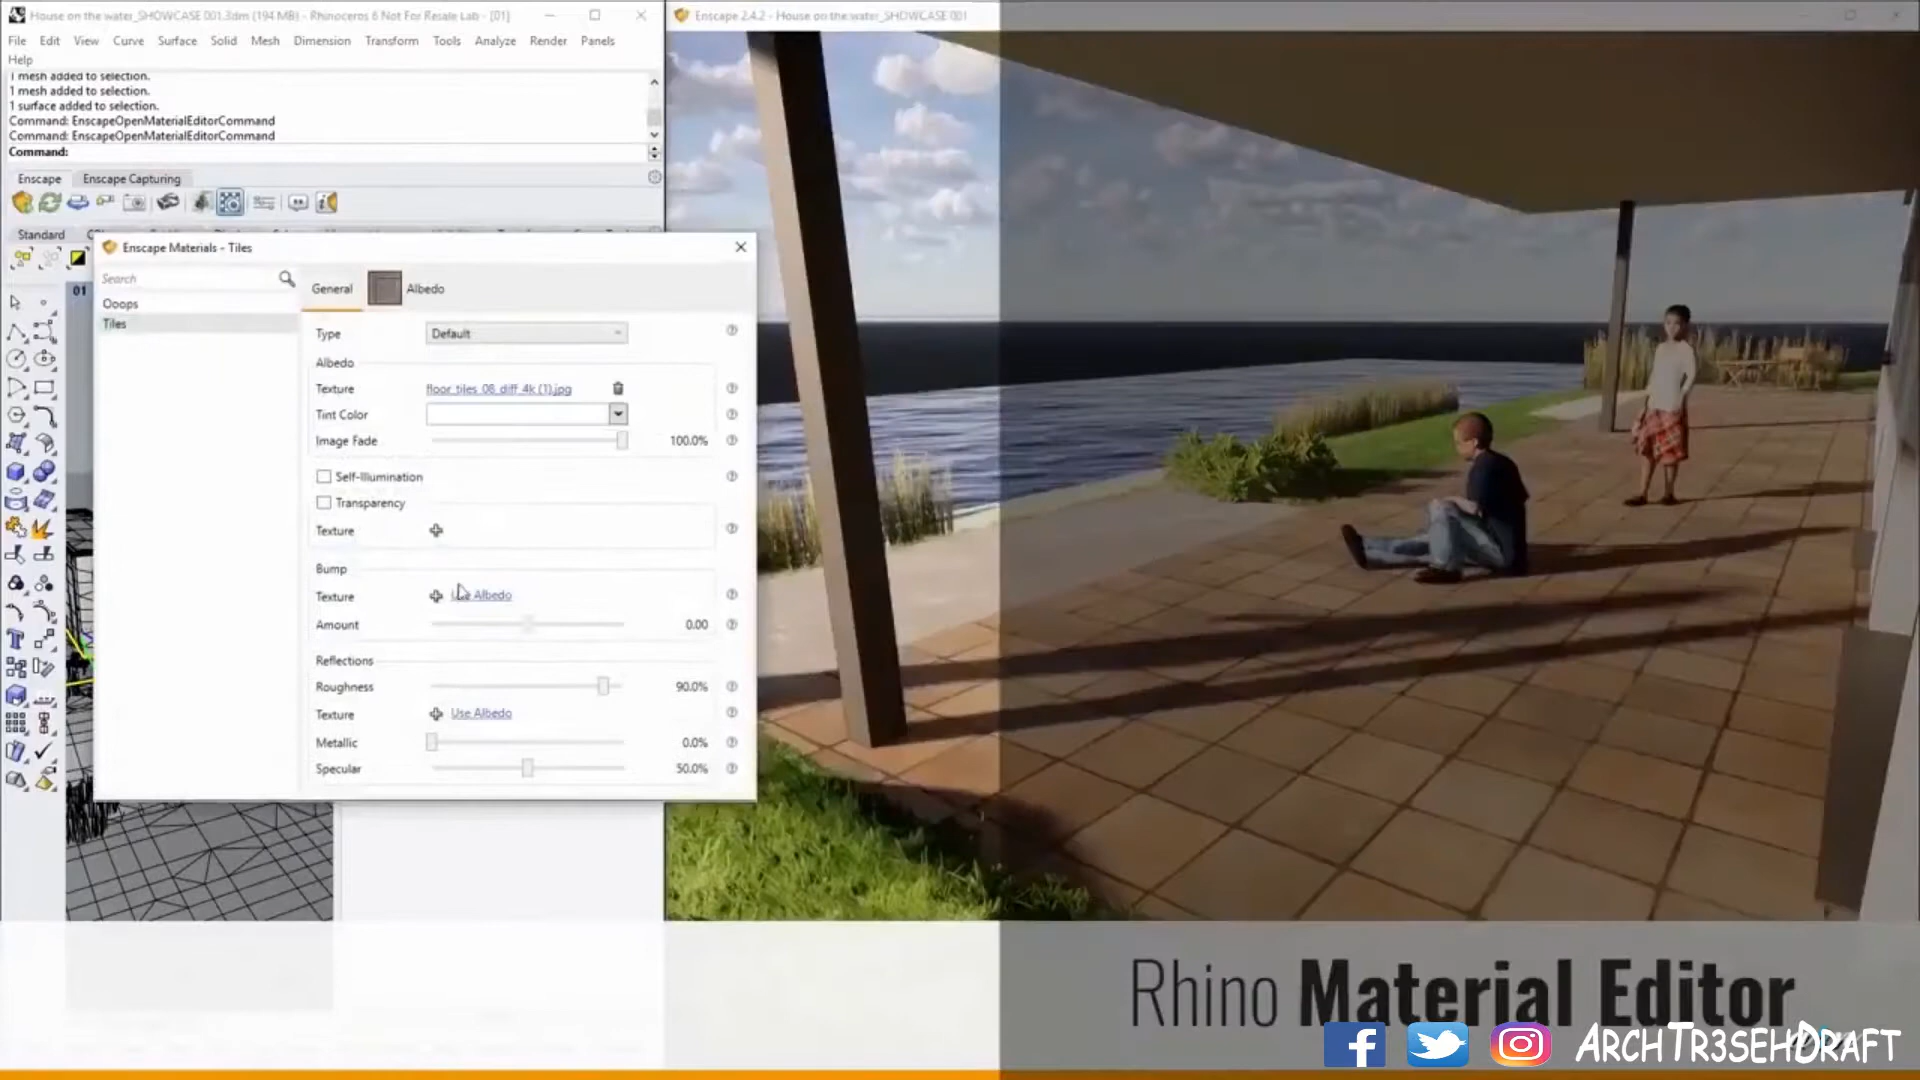 House on the water_SHOWCASE 001.3dm (194 MB) - Rhinoceros 6 Not For Resale Lab - [01]
Enscape 2.4.2 - House on the water_SHOWCASE 001
File Edit View Curve Surface Solid Mesh Dimension Transform Tools Analyze Render Panels
Help
1 mesh added to selection.
1 mesh added to selection.
1 surface added to selection.
Command: EnscapeOpenMaterialEditorCommand
Command: EnscapeOpenMaterialEditorCommand
Command:
Enscape Enscape Capturing
Standard
Enscape Materials - Tiles
01
Search
Ooops
Tiles
General Albedo
Type Default
Albedo
Texture floor_tiles_08_diff_4k (1).jpg
Tint Color
Image Fade 100.0%
Self-Illumination
Transparency
Texture
Bump
Texture Albedo
Amount 0.00
Reflections
Roughness 90.0%
Texture Use Albedo
Metallic 0.0%
Specular 50.0%
Rhino Material Editor
ArchTr3seHDraft